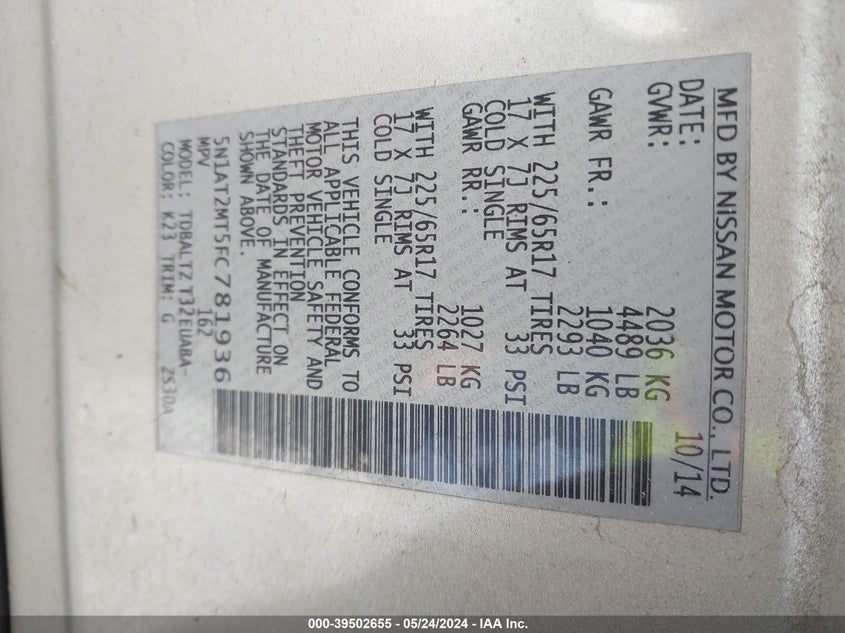 MFD BY NISSAN MOTOR CO., LTD.
DATE: 10/14
GVWR: 2036 KG
4489 LB
GAWR FR.: 1040 KG
2293 LB
WITH 225/65R17 TIRES
17 X 7J RIMS AT 33 PSI
COLD SINGLE
GAWR RR.: 1027 KG
2264 LB
WITH 225/65R17 TIRES
17 X 7J RIMS AT 33 PSI
COLD SINGLE
THIS VEHICLE CONFORMS TO
ALL APPLICABLE FEDERAL
MOTOR VEHICLE SAFETY AND
THEFT PREVENTION
STANDARDS IN EFFECT ON
THE DATE OF MANUFACTURE
SHOWN ABOVE.
5N1AT2MT5FC781936
MPV 162
MODEL: TDBALTZ T32EUABA-
COLOR: K23 TRIM: G 2S30A
000-39502655 - 05/24/2024 - IAA Inc.